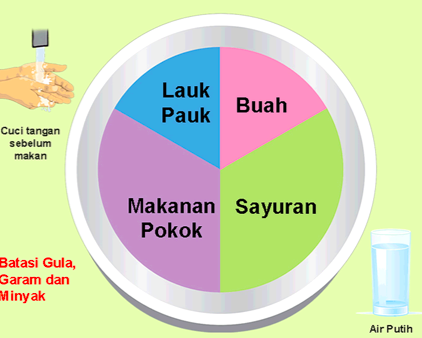 Lauk
Pauk
Buah
Cuci tangan
sebelum
makan
Makanan
Pokok
Sayuran
Batasi Gula,
Garam dan
Minyak
Air Putih